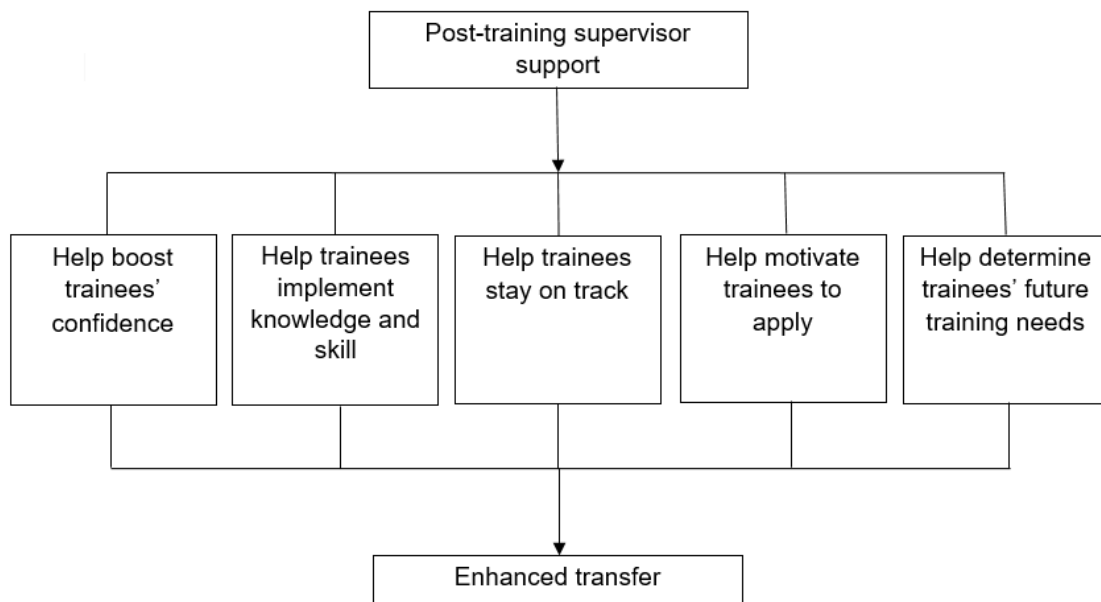 Post-training supervisor
support
Help boost
trainees’
confidence
Help trainees
implement
knowledge and
skill
Help trainees
stay on track
Help motivate
trainees to
apply
Help determine
trainees’ future
training needs
Enhanced transfer